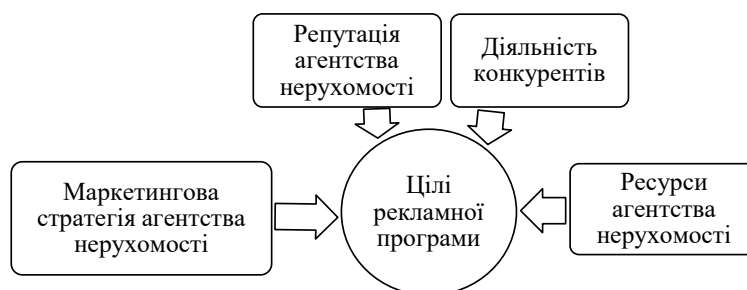 Репутація
агентства
нерухомості
Діяльність
конкурентів
Маркетингова
стратегія агентства
нерухомості
Цілі
рекламної
програми
Ресурси
агентства
нерухомості